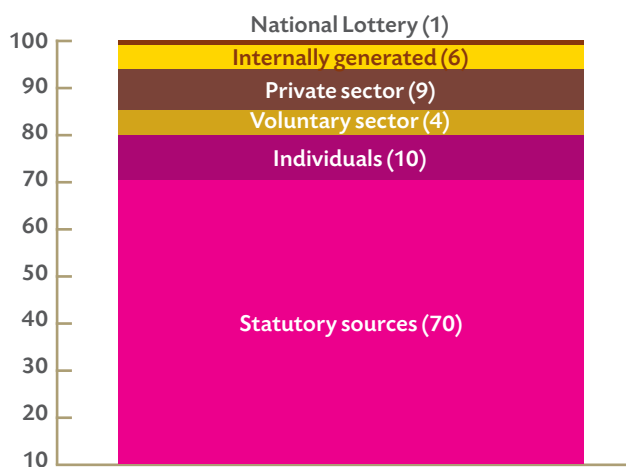 National Lottery (1)
100
Internally generated (6)
90
Private sector (9)
Voluntary sector (4)
80
Individuals (10)
70
60
50
40
Statutory sources (70)
30
20
10